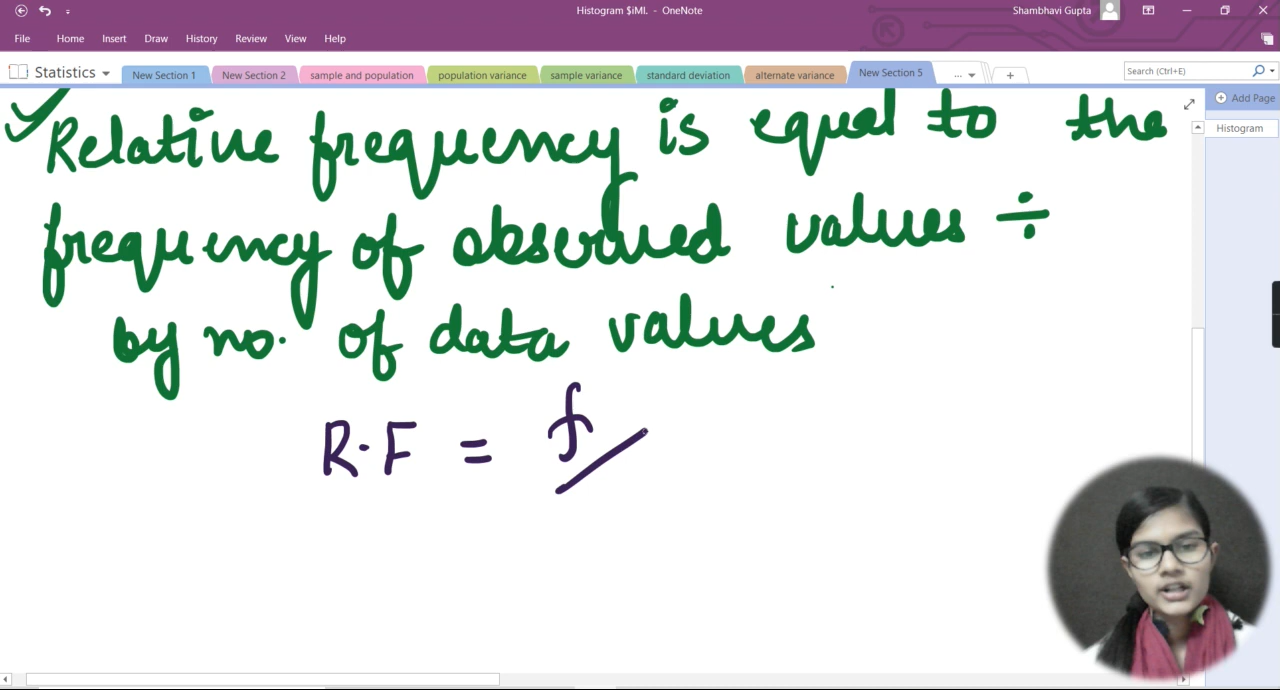 Histogram $iML - OneNote
Shambhavi Gupta
File Home Insert Draw History Review View Help
Statistics
New Section 1 New Section 2 sample and population population variance sample variance standard deviation alternate variance New Section 5 ... +
Search (Ctrl+E)
Add Page
Histogram
Relative frequency is equal to the
frequency of observed values ÷
by no. of data values
R.F = f/